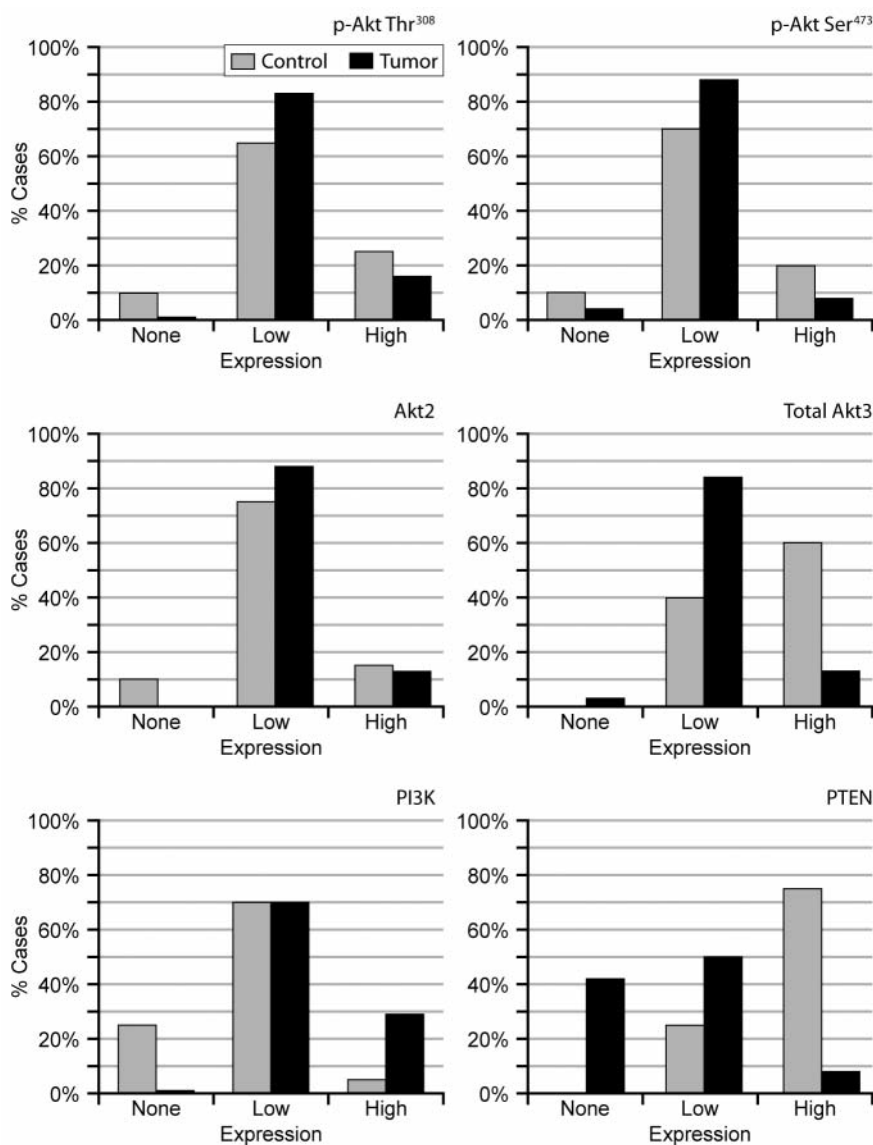 p-Akt Thr³⁰⁸
100%
80%
60%
40%
20%
0%
% Cases
Control
Tumor
None
Low
High
Expression
p-Akt Ser⁴⁷³
100%
80%
60%
40%
20%
0%
None
Low
High
Expression
Akt2
100%
80%
60%
40%
20%
0%
% Cases
None
Low
High
Expression
Total Akt3
100%
80%
60%
40%
20%
0%
None
Low
High
Expression
PI3K
100%
80%
60%
40%
20%
0%
% Cases
None
Low
High
Expression
PTEN
100%
80%
60%
40%
20%
0%
None
Low
High
Expression